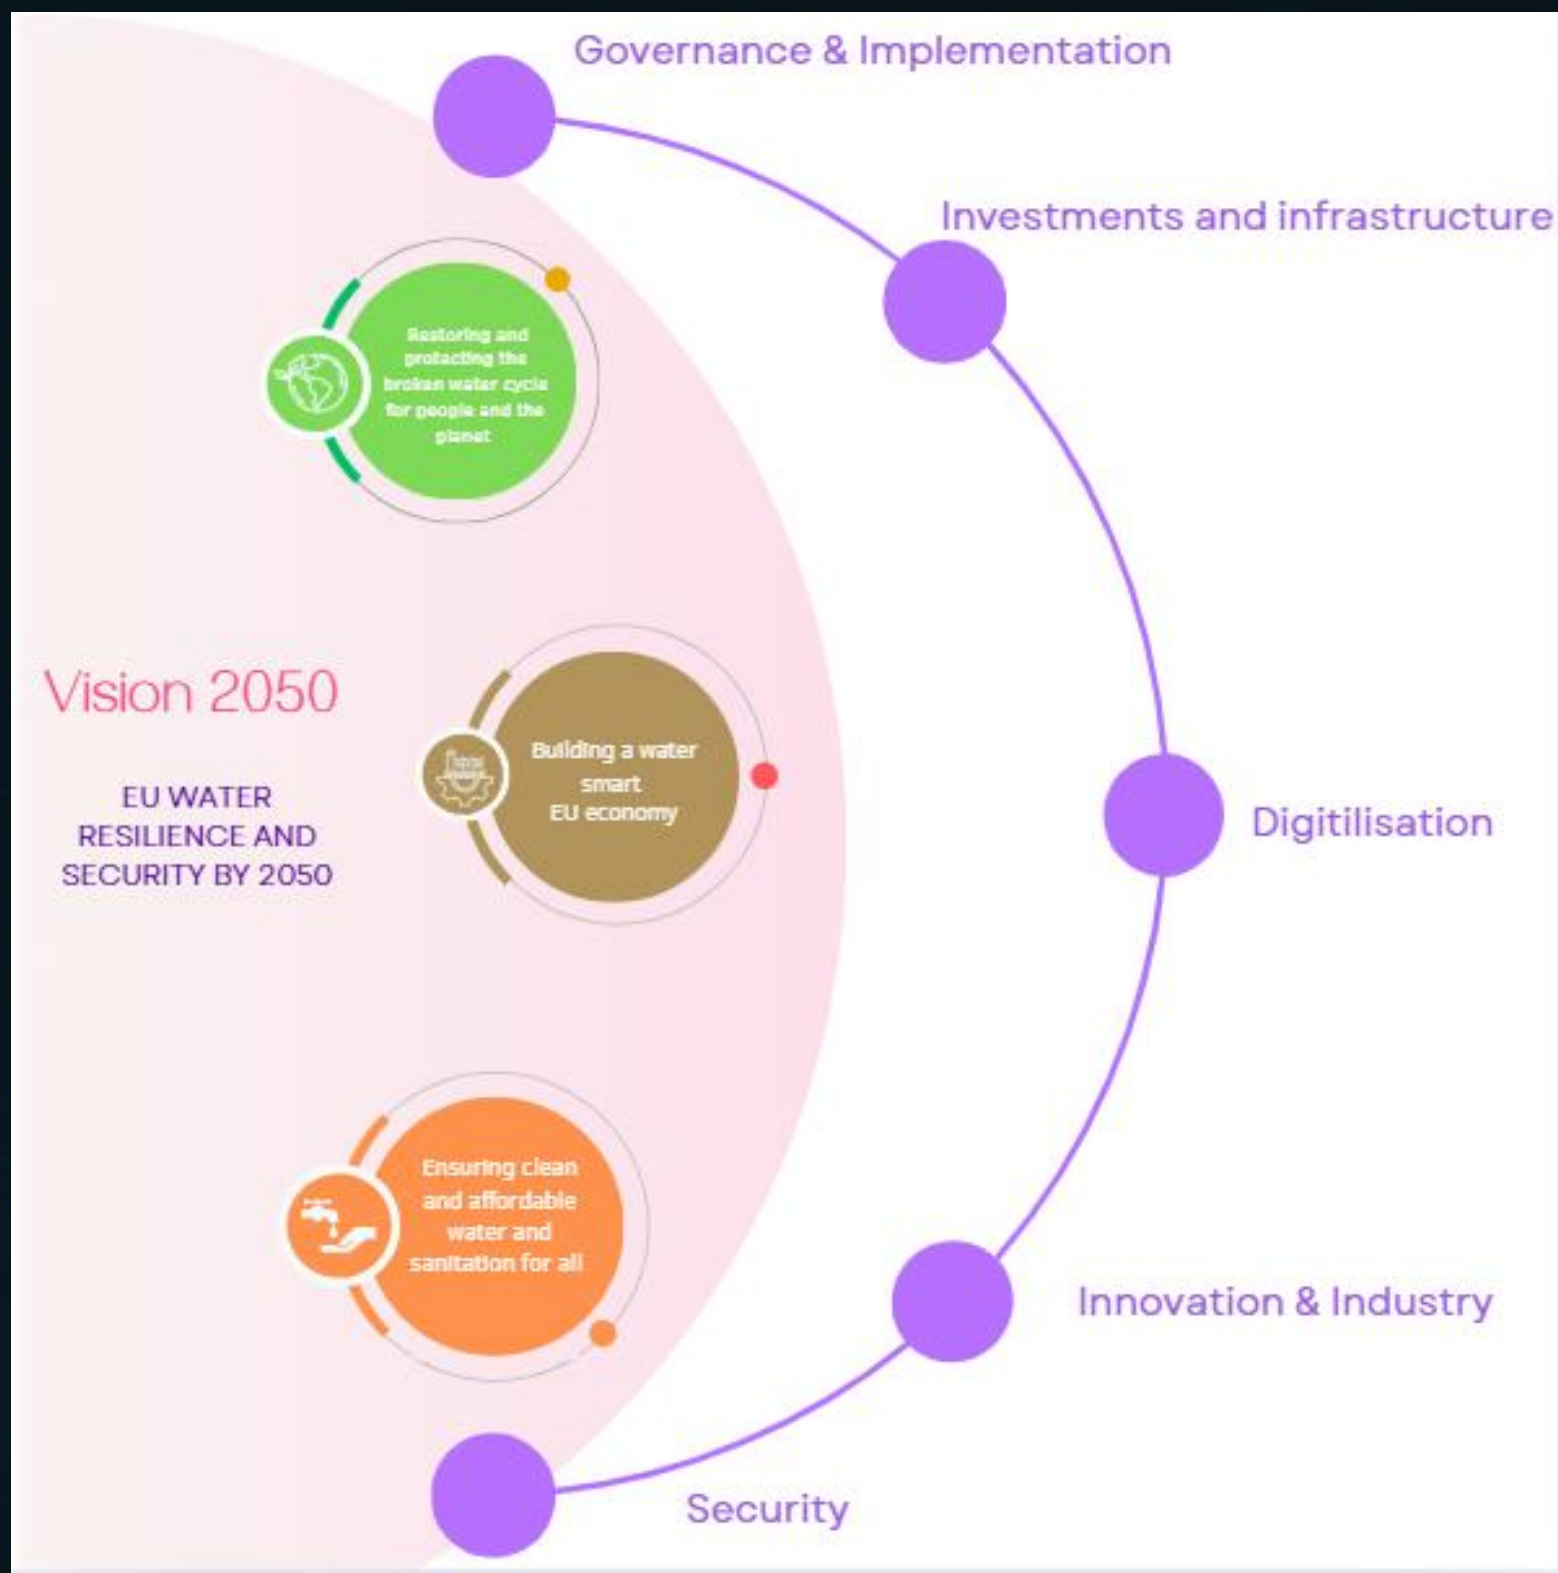 Governance & Implementation
Investments and infrastructure
Restoring and
protecting the
broken water cycle
for people and the
planet
Vision 2050
EU WATER
RESILIENCE AND
SECURITY BY 2050
Building a water
smart
EU economy
Digitilisation
Ensuring clean
and affordable
water and
sanitation for all
Innovation & Industry
Security